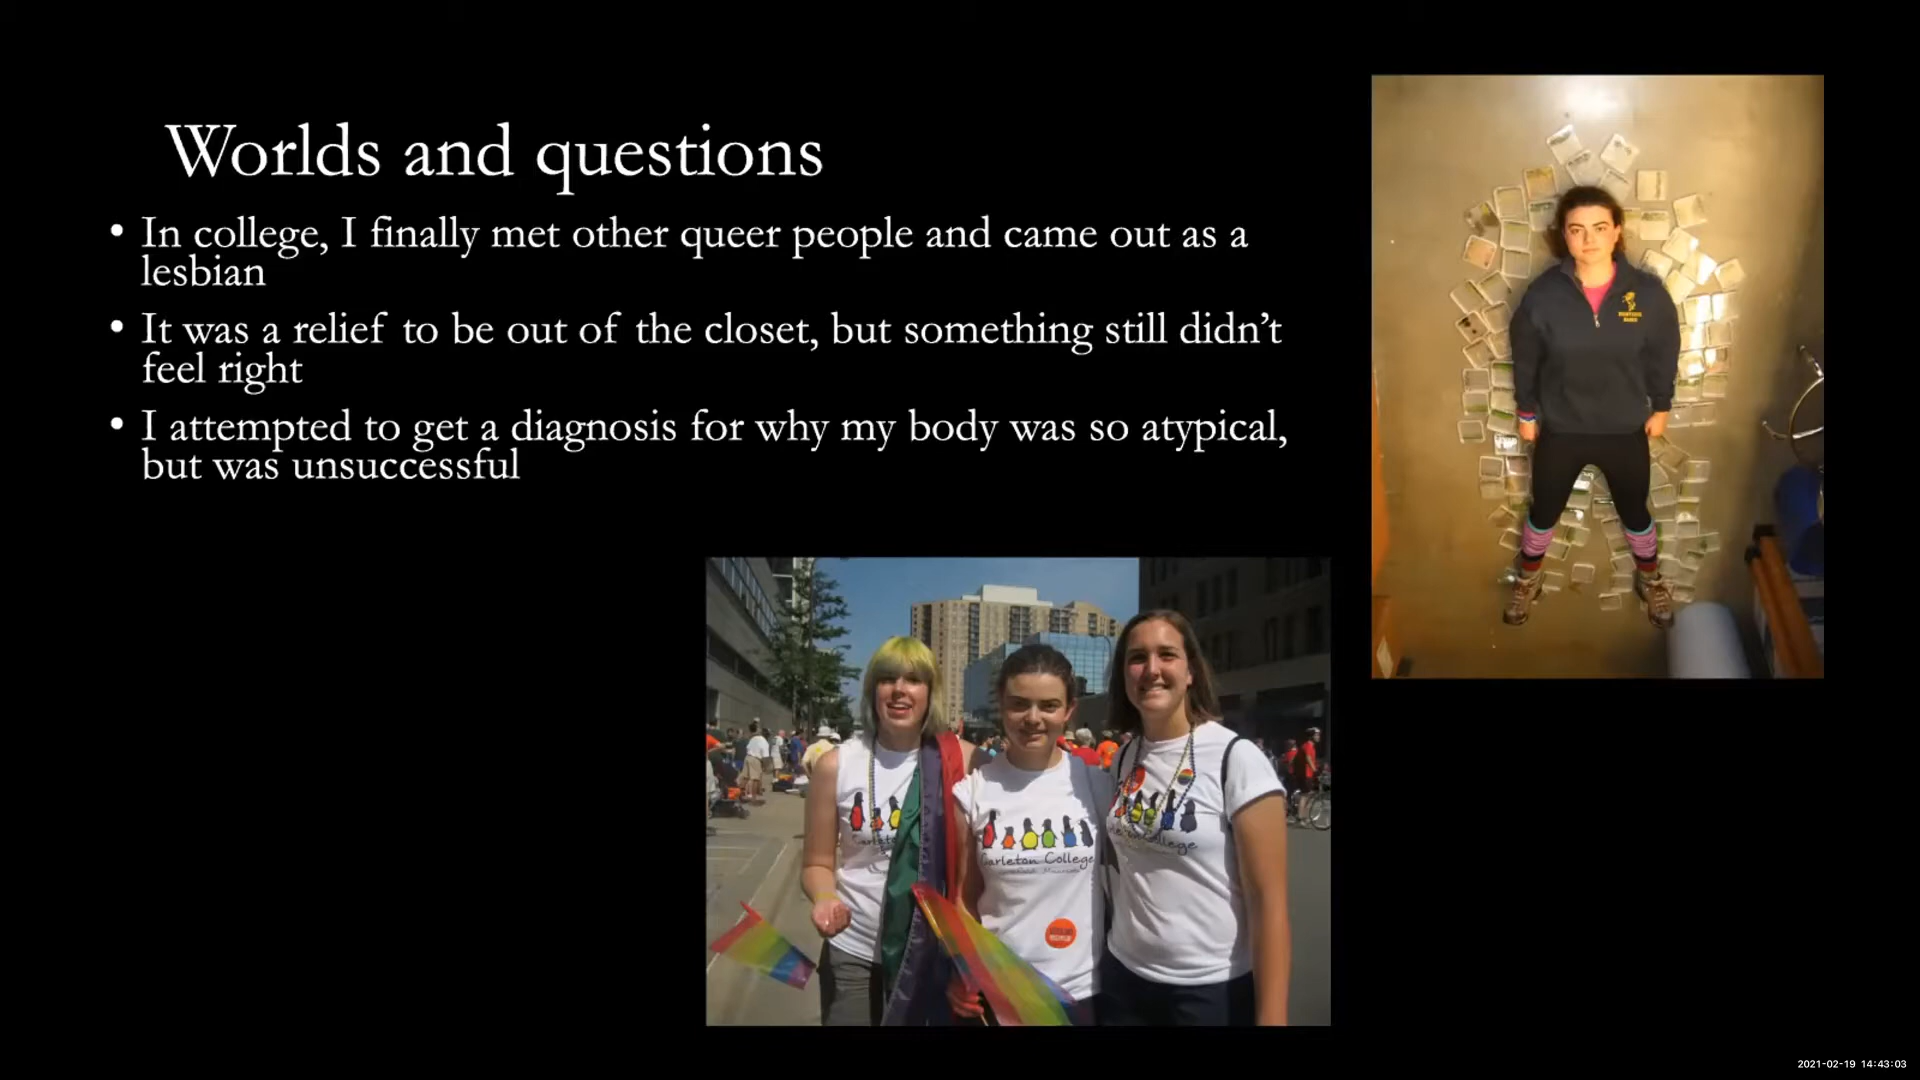 Worlds and questions
• In college, I finally met other queer people and came out as a
lesbian
• It was a relief to be out of the closet, but something still didn’t
feel right
• I attempted to get a diagnosis for why my body was so atypical,
but was unsuccessful
Carleton College
2021-02-19 14:43:03